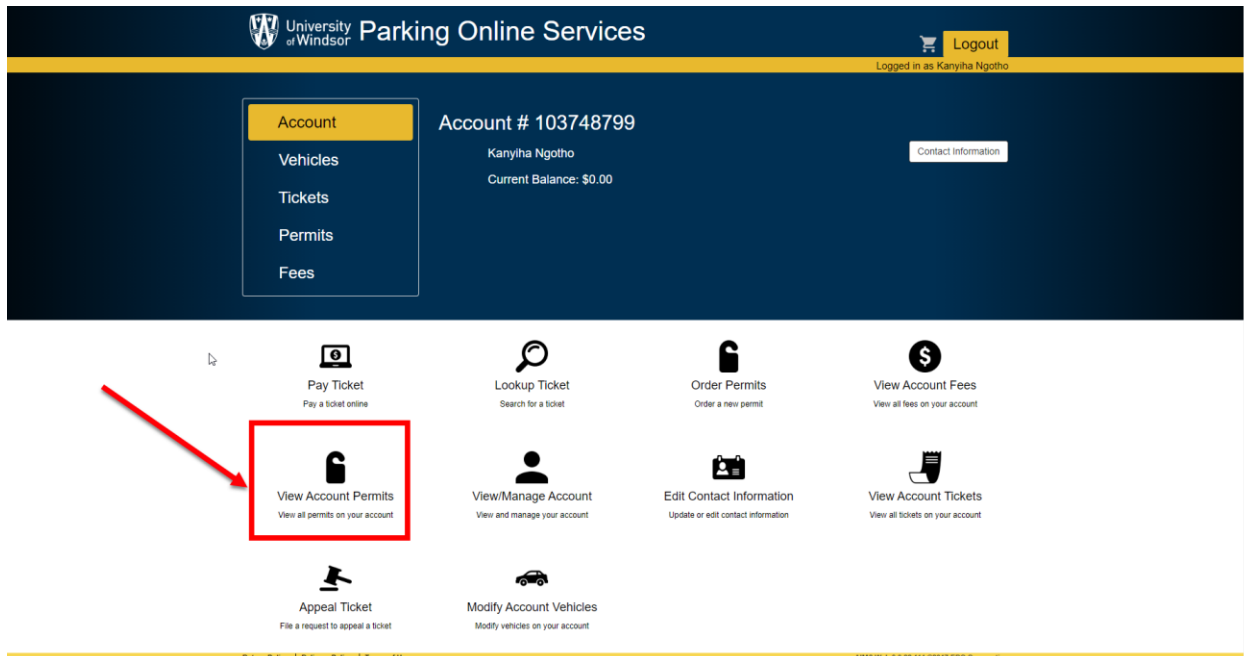 University
of Windsor
Parking Online Services
Logout
Logged in as Kanyiha Ngotho
Account
Vehicles
Tickets
Permits
Fees
Account # 103748799
Kanyiha Ngotho
Current Balance: $0.00
Contact Information
Pay Ticket
Pay a ticket online
Lookup Ticket
Search for a ticket
Order Permits
Order a new permit
View Account Fees
View all fees on your account
View Account Permits
View all permits on your account
View/Manage Account
View and manage your account
Edit Contact Information
Update or edit contact information
View Account Tickets
View all tickets on your account
Appeal Ticket
File a request to appeal a ticket
Modify Account Vehicles
Modify vehicles on your account